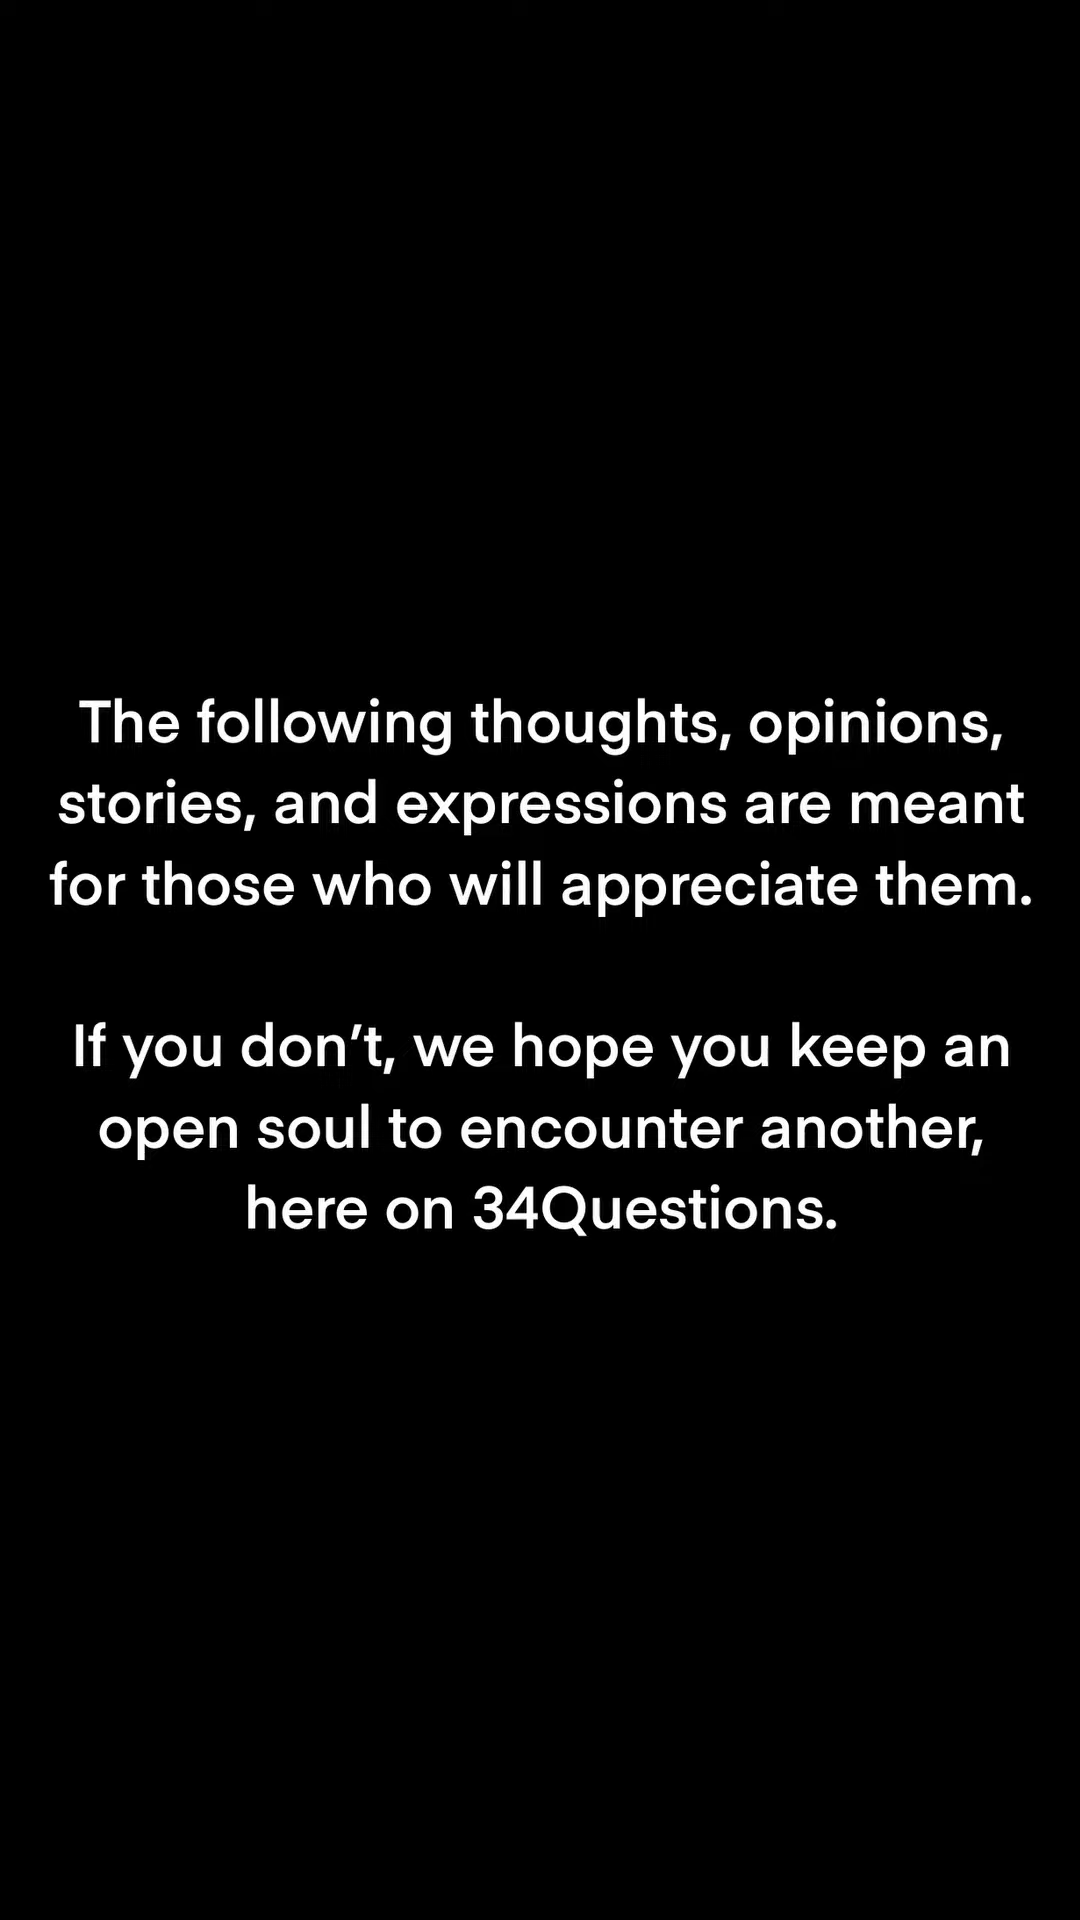 The following thoughts, opinions,
stories, and expressions are meant
for those who will appreciate them.
If you don’t, we hope you keep an
open soul to encounter another,
here on 34Questions.